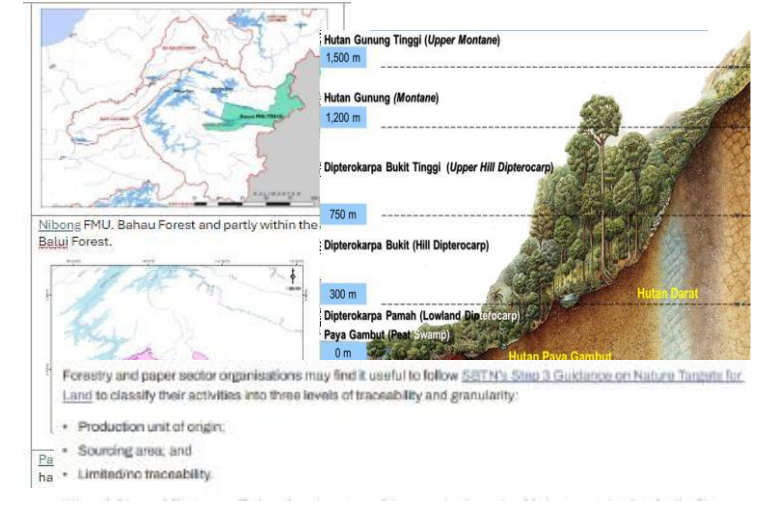 Hutan Gunung Tinggi (Upper Montane)
1,500 m
Hutan Gunung (Montane)
1,200 m
Dipterokarpa Bukit Tinggi (Upper Hill Dipterocarp)
750 m
Dipterokarpa Bukit (Hill Dipterocarp)
300 m
Dipterokarpa Pamah (Lowland Dipterocarp)
Paya Gambut (Peat Swamp)
0 m
Hutan Darat
Hutan Paya Gambut
KALIMANTAN
Nibong FMU. Bahau Forest and partly within the
Balui Forest.
Forestry and paper sector organisations may find it useful to follow SBTN's Step 3 Guidance on Nature Targets for
Land to classify their activities into three levels of traceability and granularity:
• Production unit of origin;
• Sourcing area; and
• Limited/no traceability.
Pa
ha